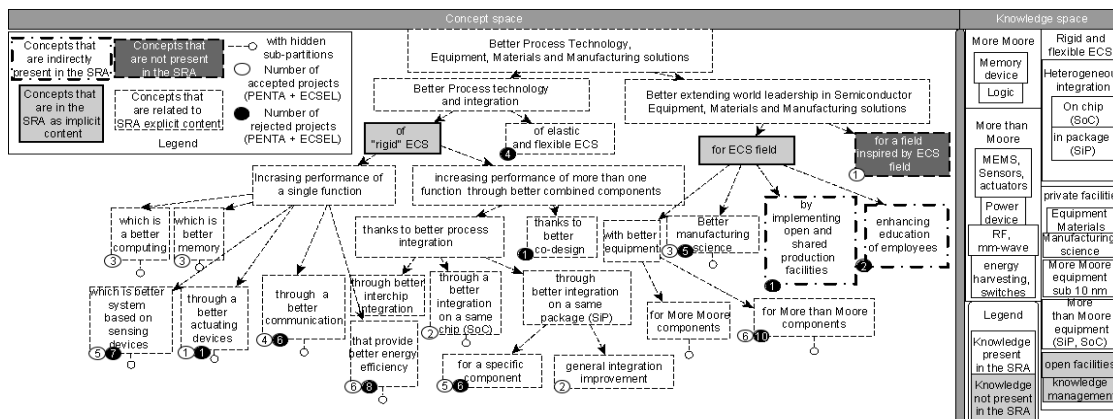 Concept space
Knowledge space
Concepts that
are indirectly
present in the SRA
Concepts that
are not present
in the SRA
with hidden
sub-partitions
Number of
accepted projects
(PENTA + ECSEL)
Concepts that
are in the
SRA as implicit
content
Concepts that
are related to
SRA explicit content
Number of
rejected projects
(PENTA + ECSEL)
Legend
Better Process Technology,
Equipment, Materials and Manufacturing solutions
Better Process technology
and integration
Better extending world leadership in Semiconductor
Equipment, Materials and Manufacturing solutions
of
"rigid" ECS
of elastic
and flexible ECS
4
for ECS field
for a field
inspired by ECS
field
1
Incrasing performance of
a single function
increasing performance of more than one
function through better combined components
which is
a better
computing
3
which is
better
memory
3
thanks to better process
integration
thanks to
better
co-design
1
with better
equipment
Better
manufacturing
science
3
5
by
implementing
open and
shared
production
facilities
1
enhancing
education
of employees
2
which is better
system
based on
sensing
devices
5
7
through a
better
actuating
devices
1
1
through a
better
communication
4
6
through better
interchip
integration
that provide
better energy
efficiency
6
8
through a
better
integration
on a same
chip (SoC)
2
through
better integration
on a same
package (SiP)
for a specific
component
5
6
general integration
improvement
2
for More Moore
components
for More than Moore
components
6
10
More Moore
Memory
device
Logic
More than
Moore
MEMS,
Sensors,
actuators
Power
device
RF,
mm-wave
energy
harvesting,
switches
Legend
Knowledge
present
in the SRA
Knowledge
not present
in the SRA
Rigid and
flexible ECS
Heterogeneous
integration
On chip
(SoC)
in package
(SiP)
private facilities
Equipment
Materials
Manufacturing
science
More Moore
equipment
sub 10 nm
More
than Moore
equipment
(SiP, SoC)
open facilities
knowledge
management